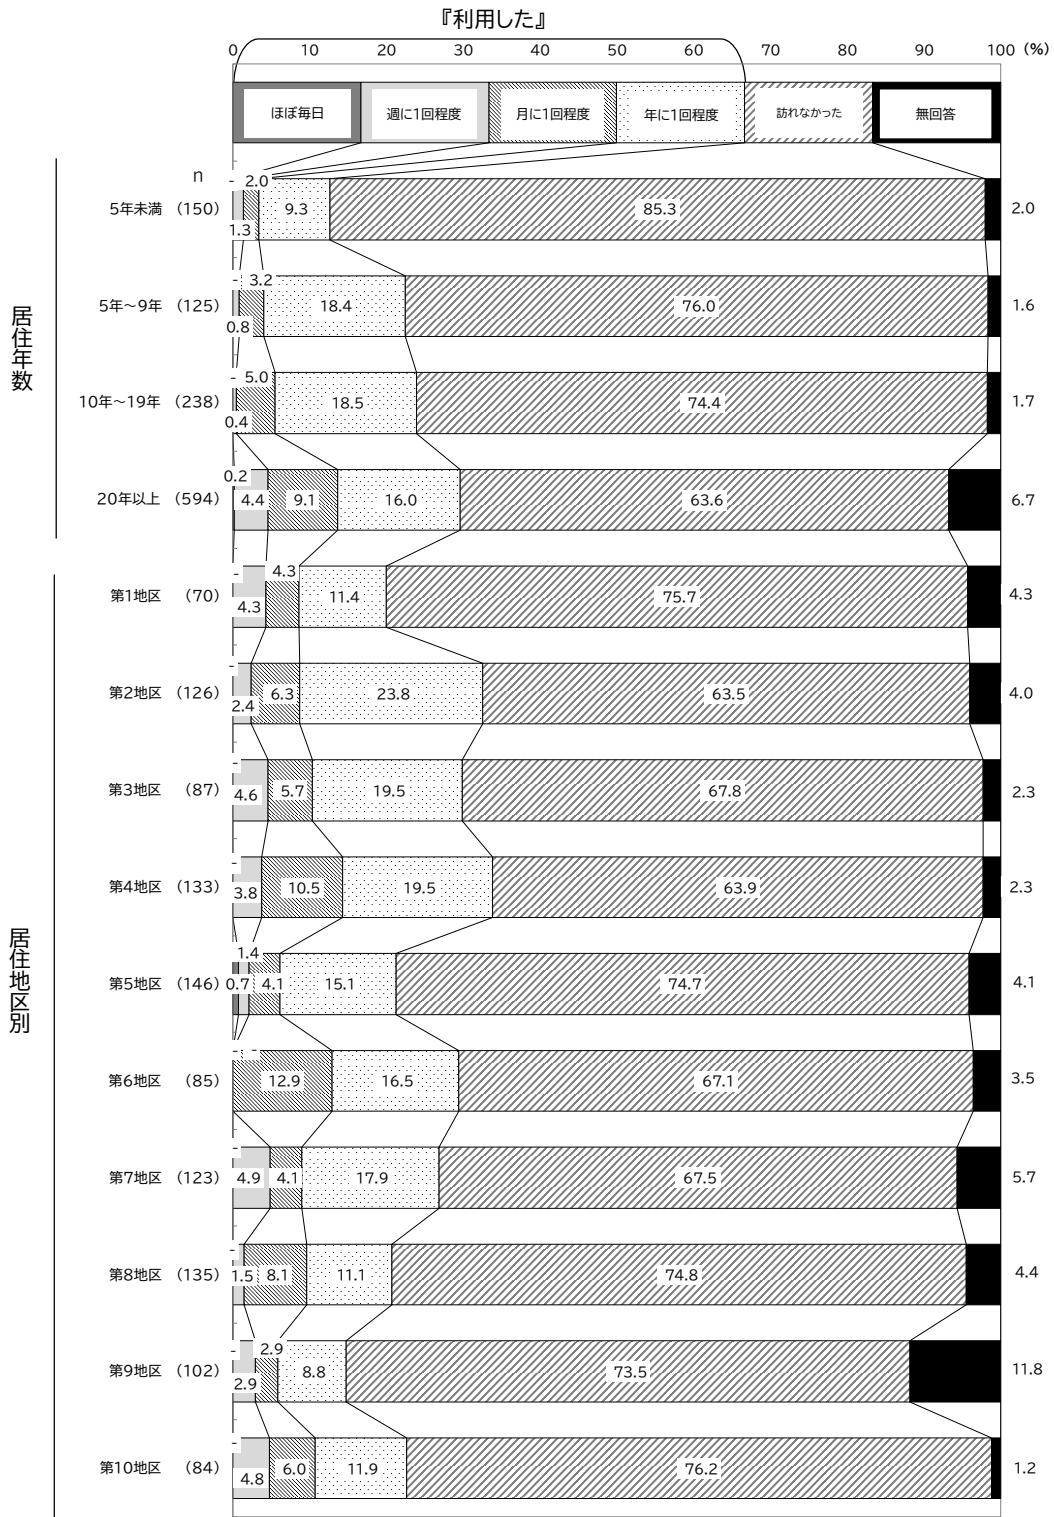 『利用した』
0 10 20 30 40 50 60 70 80 90 100 (%)
ほぼ毎日 週に1回程度 月に1回程度 年に1回程度 訪れなかった 無回答
n
居住年数
5年未満 (150) - 1.3 2.0 9.3 85.3 2.0
5年～9年 (125) - 0.8 3.2 18.4 76.0 1.6
10年～19年 (238) - 0.4 5.0 18.5 74.4 1.7
20年以上 (594) 0.2 4.4 9.1 16.0 63.6 6.7
居住地区別
第1地区 (70) - 4.3 4.3 11.4 75.7 4.3
第2地区 (126) - 2.4 6.3 23.8 63.5 4.0
第3地区 (87) - 4.6 5.7 19.5 67.8 2.3
第4地区 (133) - 3.8 10.5 19.5 63.9 2.3
第5地区 (146) 0.7 1.4 4.1 15.1 74.7 4.1
第6地区 (85) - - 12.9 16.5 67.1 3.5
第7地区 (123) - 4.9 4.1 17.9 67.5 5.7
第8地区 (135) - 1.5 8.1 11.1 74.8 4.4
第9地区 (102) - 2.9 2.9 8.8 73.5 11.8
第10地区 (84) - 4.8 6.0 11.9 76.2 1.2